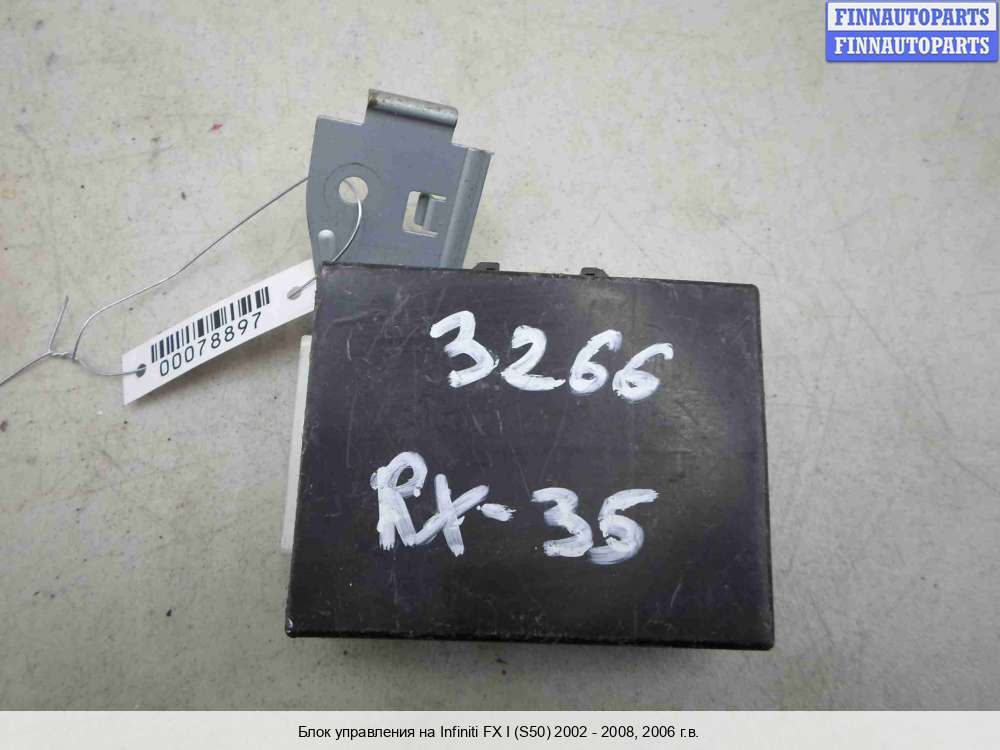 FINNAUTOPARTS
FINNAUTOPARTS
00078897
3266
RX-35
Блок управления на Infiniti FX I (S50) 2002 - 2008, 2006 г.в.